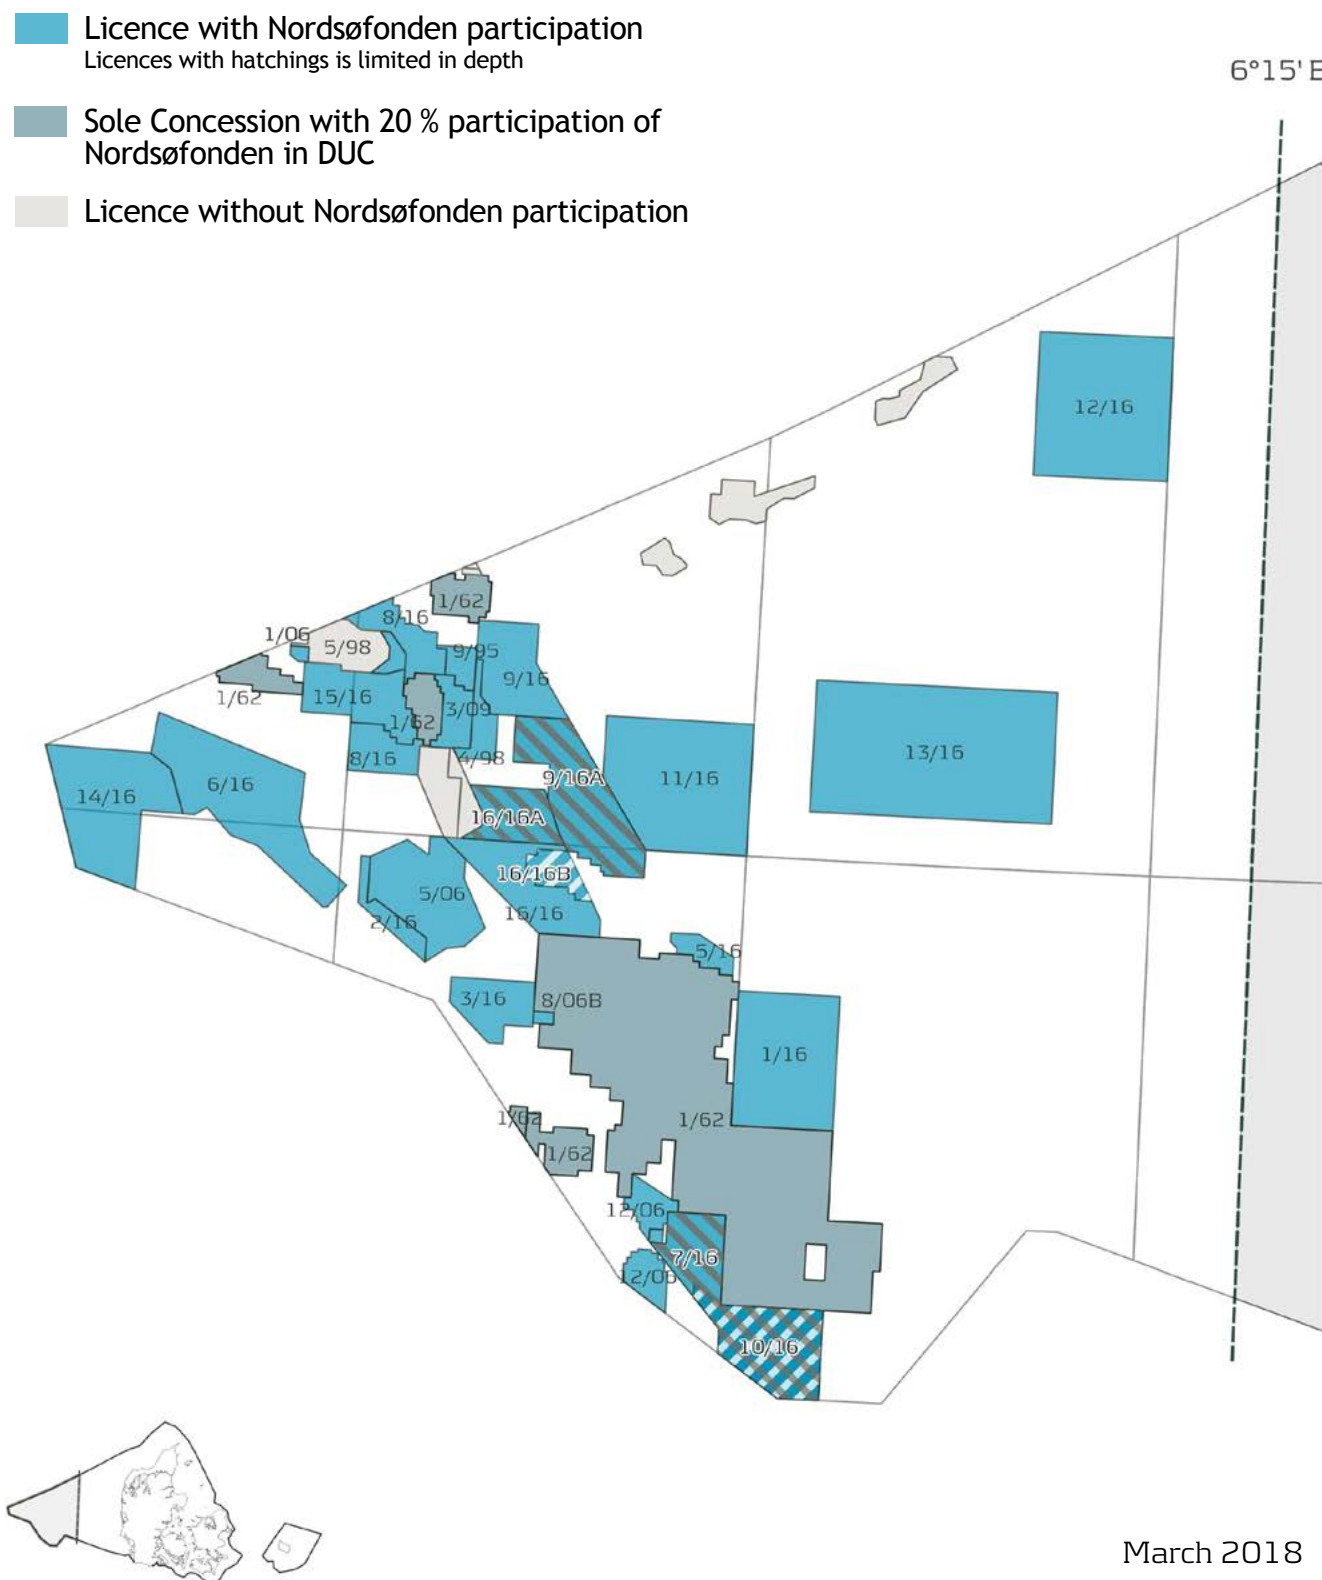 Licence with Nordsøfonden participation
Licences with hatchings is limited in depth
6°15' E
Sole Concession with 20 % participation of
Nordsøfonden in DUC
Licence without Nordsøfonden participation
12/16
1/62
8/16
1/06
5/98
9/95
9/16
1/62
15/16
3/09
1/62
8/16
4/98
9/16A
11/16
13/16
14/16
6/16
16/16A
16/16B
5/06
2/16
16/16
5/16
3/16
8/06B
1/16
1/62
1/62
1/62
12/06
7/16
12/06
10/16
March 2018